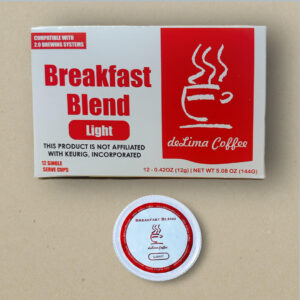 COMPATIBLE WITH
2.0 BREWING SYSTEMS
Breakfast
Blend
Light
THIS PRODUCT IS NOT AFFILIATED
WITH KEURIG, INCORPORATED
12 SINGLE
SERVE CUPS
deLima Coffee
12 - 0.42OZ (12g) | NET WT 5.08 OZ (144G)
BREAKFAST BLEND
deLima Coffee
LIGHT